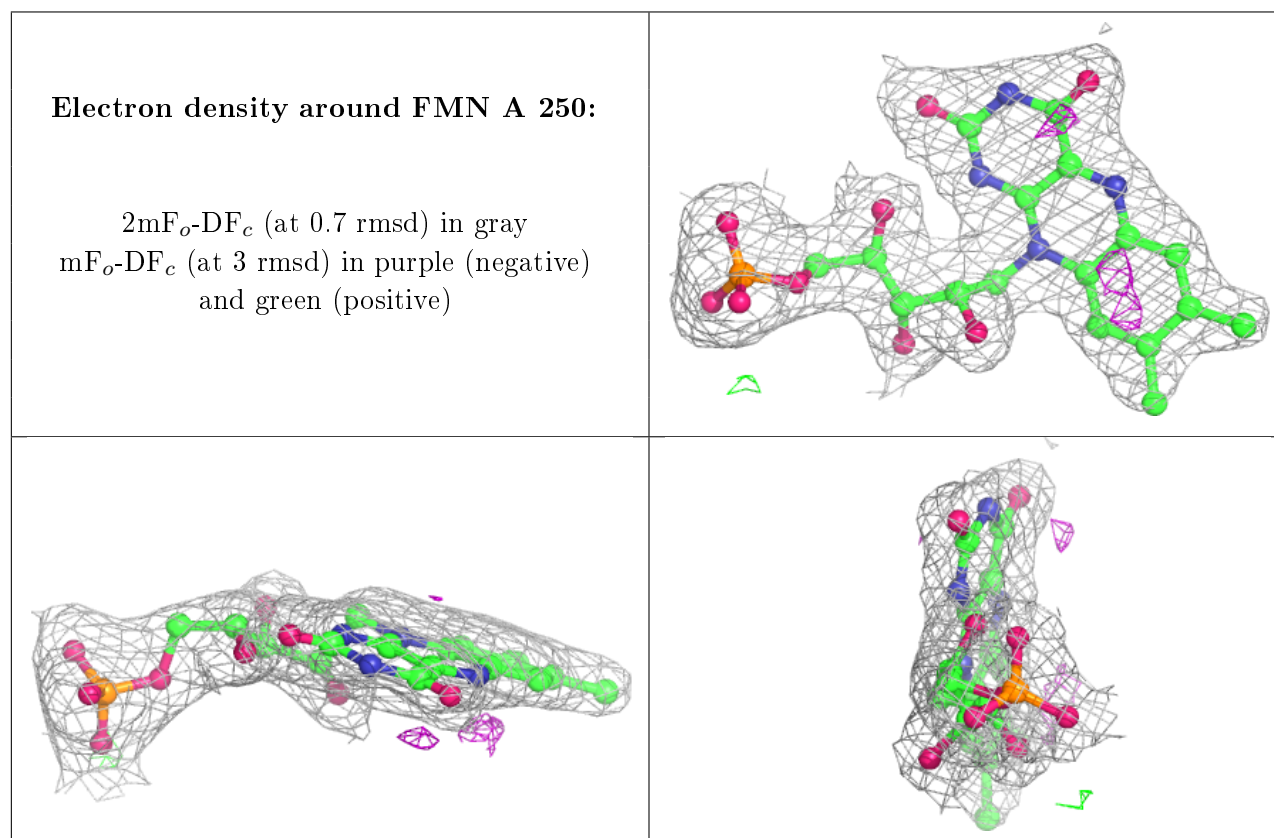 Electron density around FMN A 250:
2mFo-DFc (at 0.7 rmsd) in gray
mFo-DFc (at 3 rmsd) in purple (negative)
and green (positive)